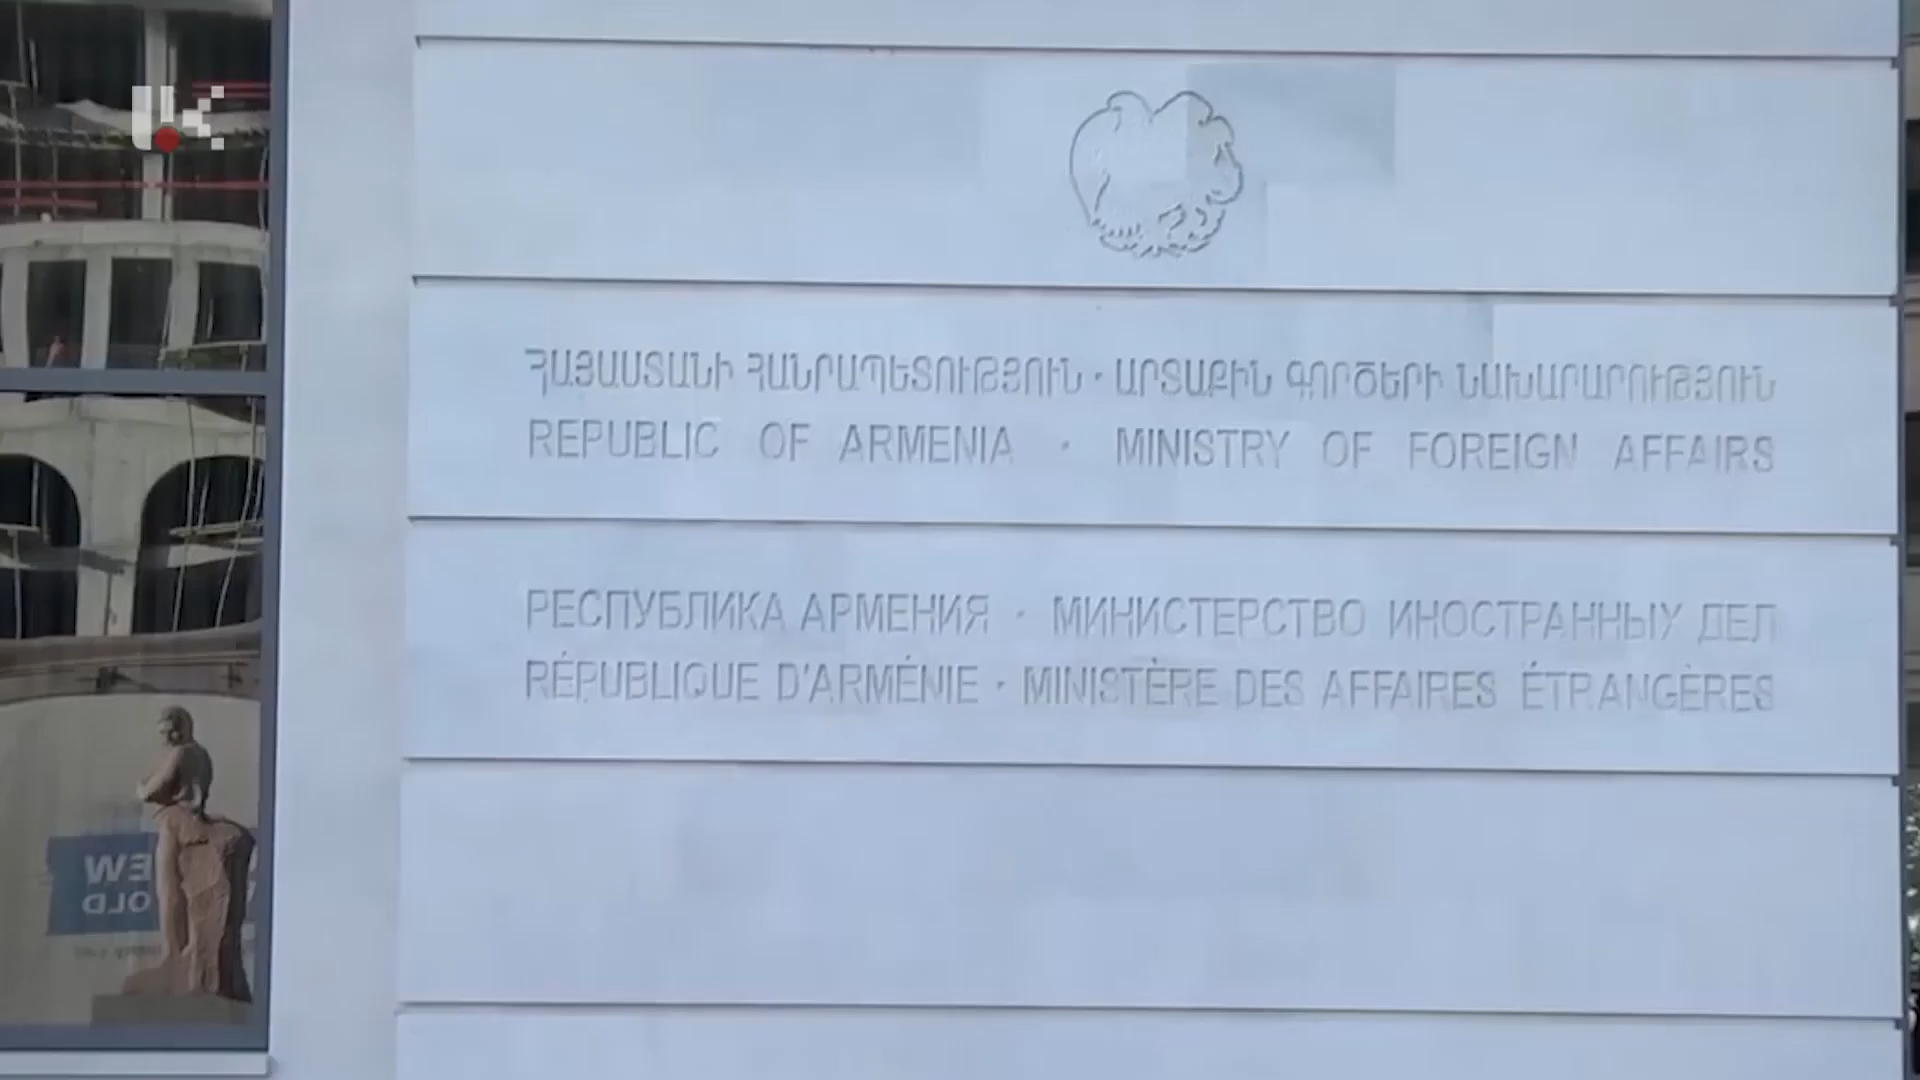 ՀԱՅԱՍՏԱՆԻ ՀԱՆՐԱՊԵՏՈՒԹՅՈՒՆ · ԱՐՏԱՔԻՆ ԳՈՐԾԵՐԻ ՆԱԽԱՐԱՐՈՒԹՅՈՒՆ
REPUBLIC OF ARMENIA · MINISTRY OF FOREIGN AFFAIRS
РЕСПУБЛИКА АРМЕНИЯ · МИНИСТЕРСТВО ИНОСТРАННЫХ ДЕЛ
RÉPUBLIQUE D'ARMÉNIE · MINISTÈRE DES AFFAIRES ÉTRANGÈRES